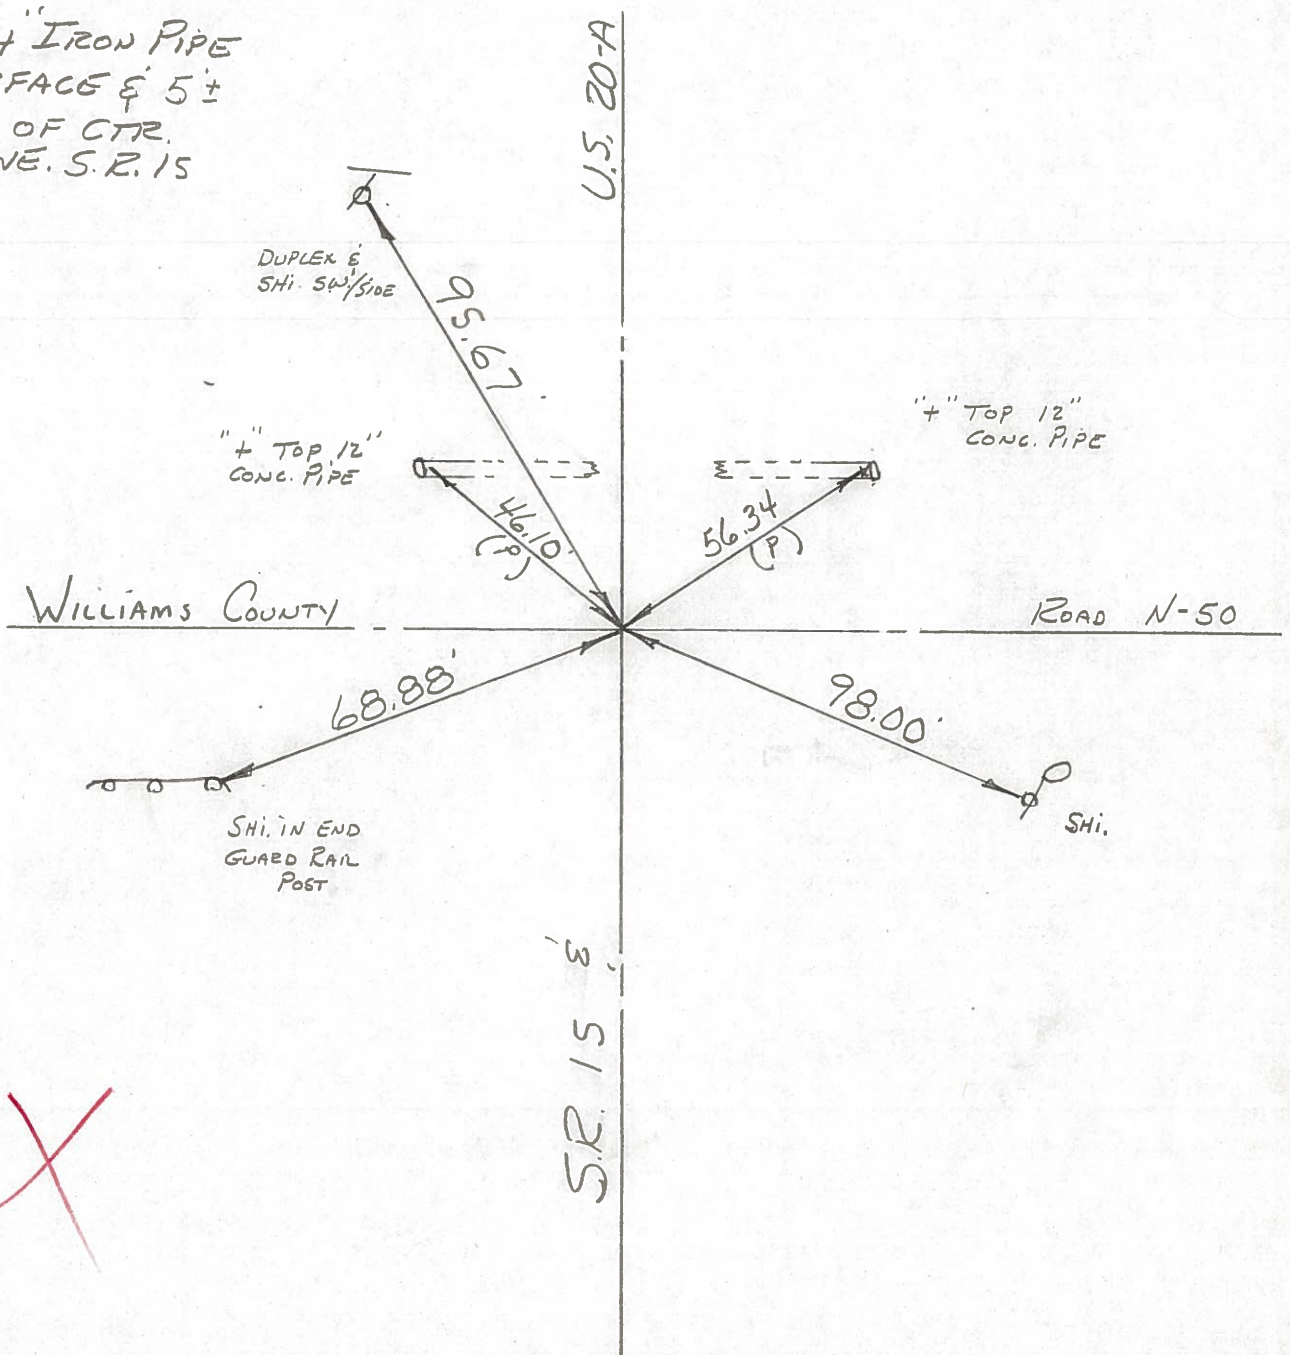 " IRON PIPE
FACE & 5'±
OF CTR.
S.R. 15
U.S. 20-A
DUPLEX &
SHI. SW/SIDE
95.67
"+" TOP 12"
CONC. PIPE
"+" TOP 12"
CONC. PIPE
46.10'
(P)
56.34
(P)
WILLIAMS COUNTY
ROAD N-50
68.88'
98.00'
SHI. IN END
GUARD RAIL
POST
SHI.
S.R. 15 &